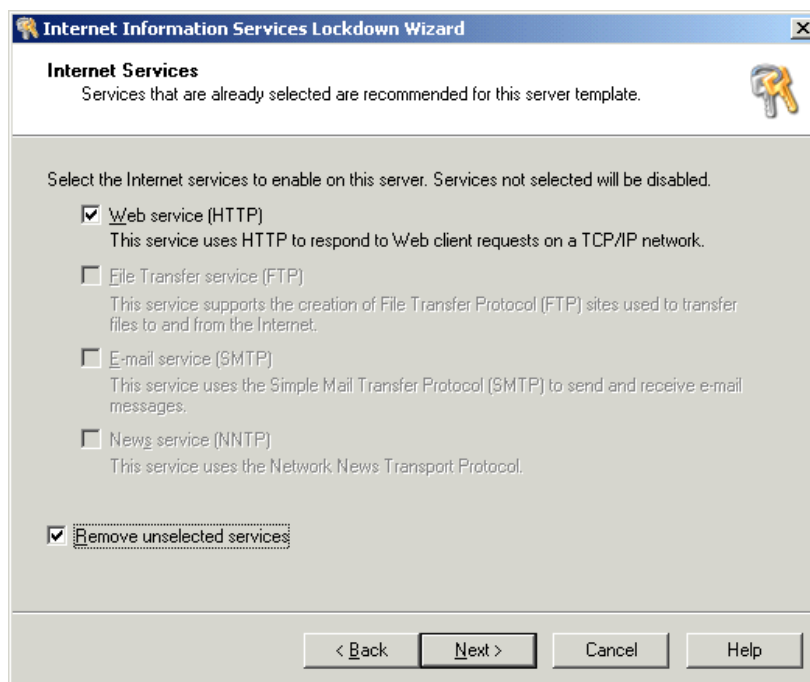 Internet Information Services Lockdown Wizard
Internet Services
Services that are already selected are recommended for this server template.
Select the Internet services to enable on this server. Services not selected will be disabled.
Web service (HTTP)
This service uses HTTP to respond to Web client requests on a TCP/IP network.
File Transfer service (FTP)
This service supports the creation of File Transfer Protocol (FTP) sites used to transfer
files to and from the Internet.
E-mail service (SMTP)
This service uses the Simple Mail Transfer Protocol (SMTP) to send and receive e-mail
messages.
News service (NNTP)
This service uses the Network News Transport Protocol.
Remove unselected services
< Back Next > Cancel Help